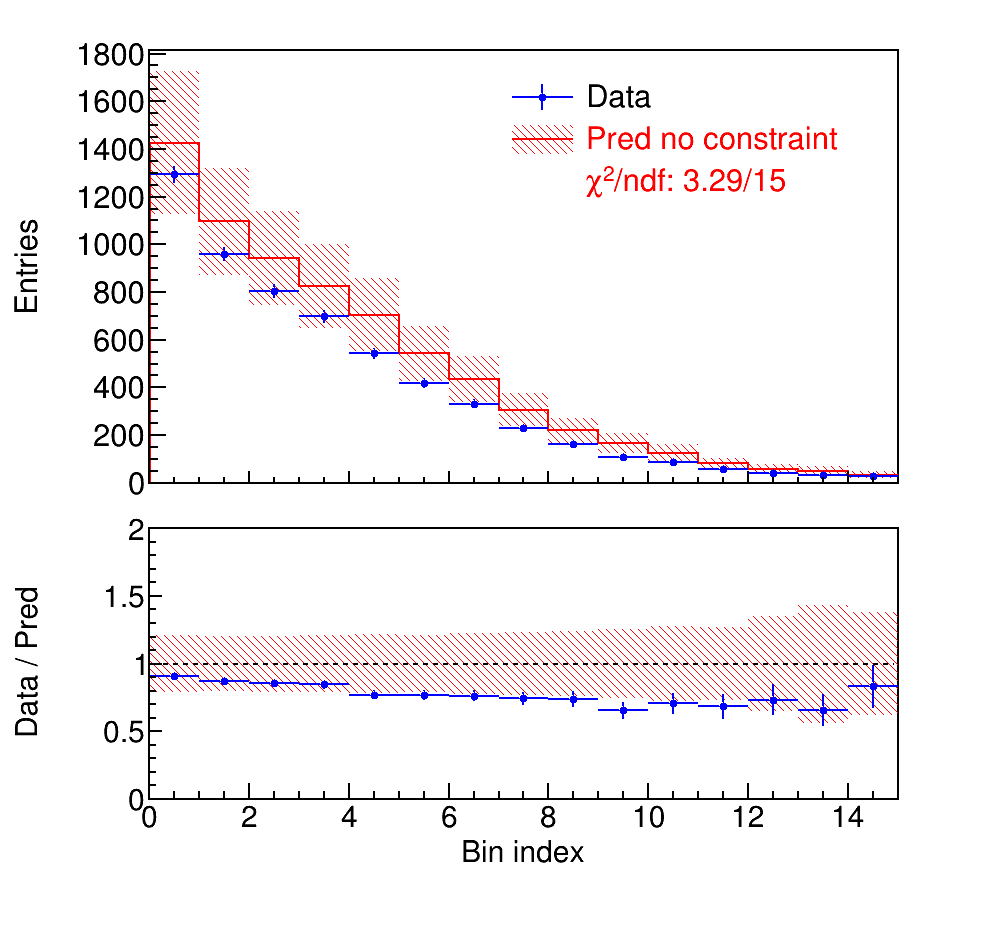 1800
1600
1400
1200
1000
800
600
400
200
0
Entries
Data
Pred no constraint
χ²/ndf: 3.29/15
2
1.5
1
0.5
0
Data / Pred
0 2 4 6 8 10 12 14
Bin index